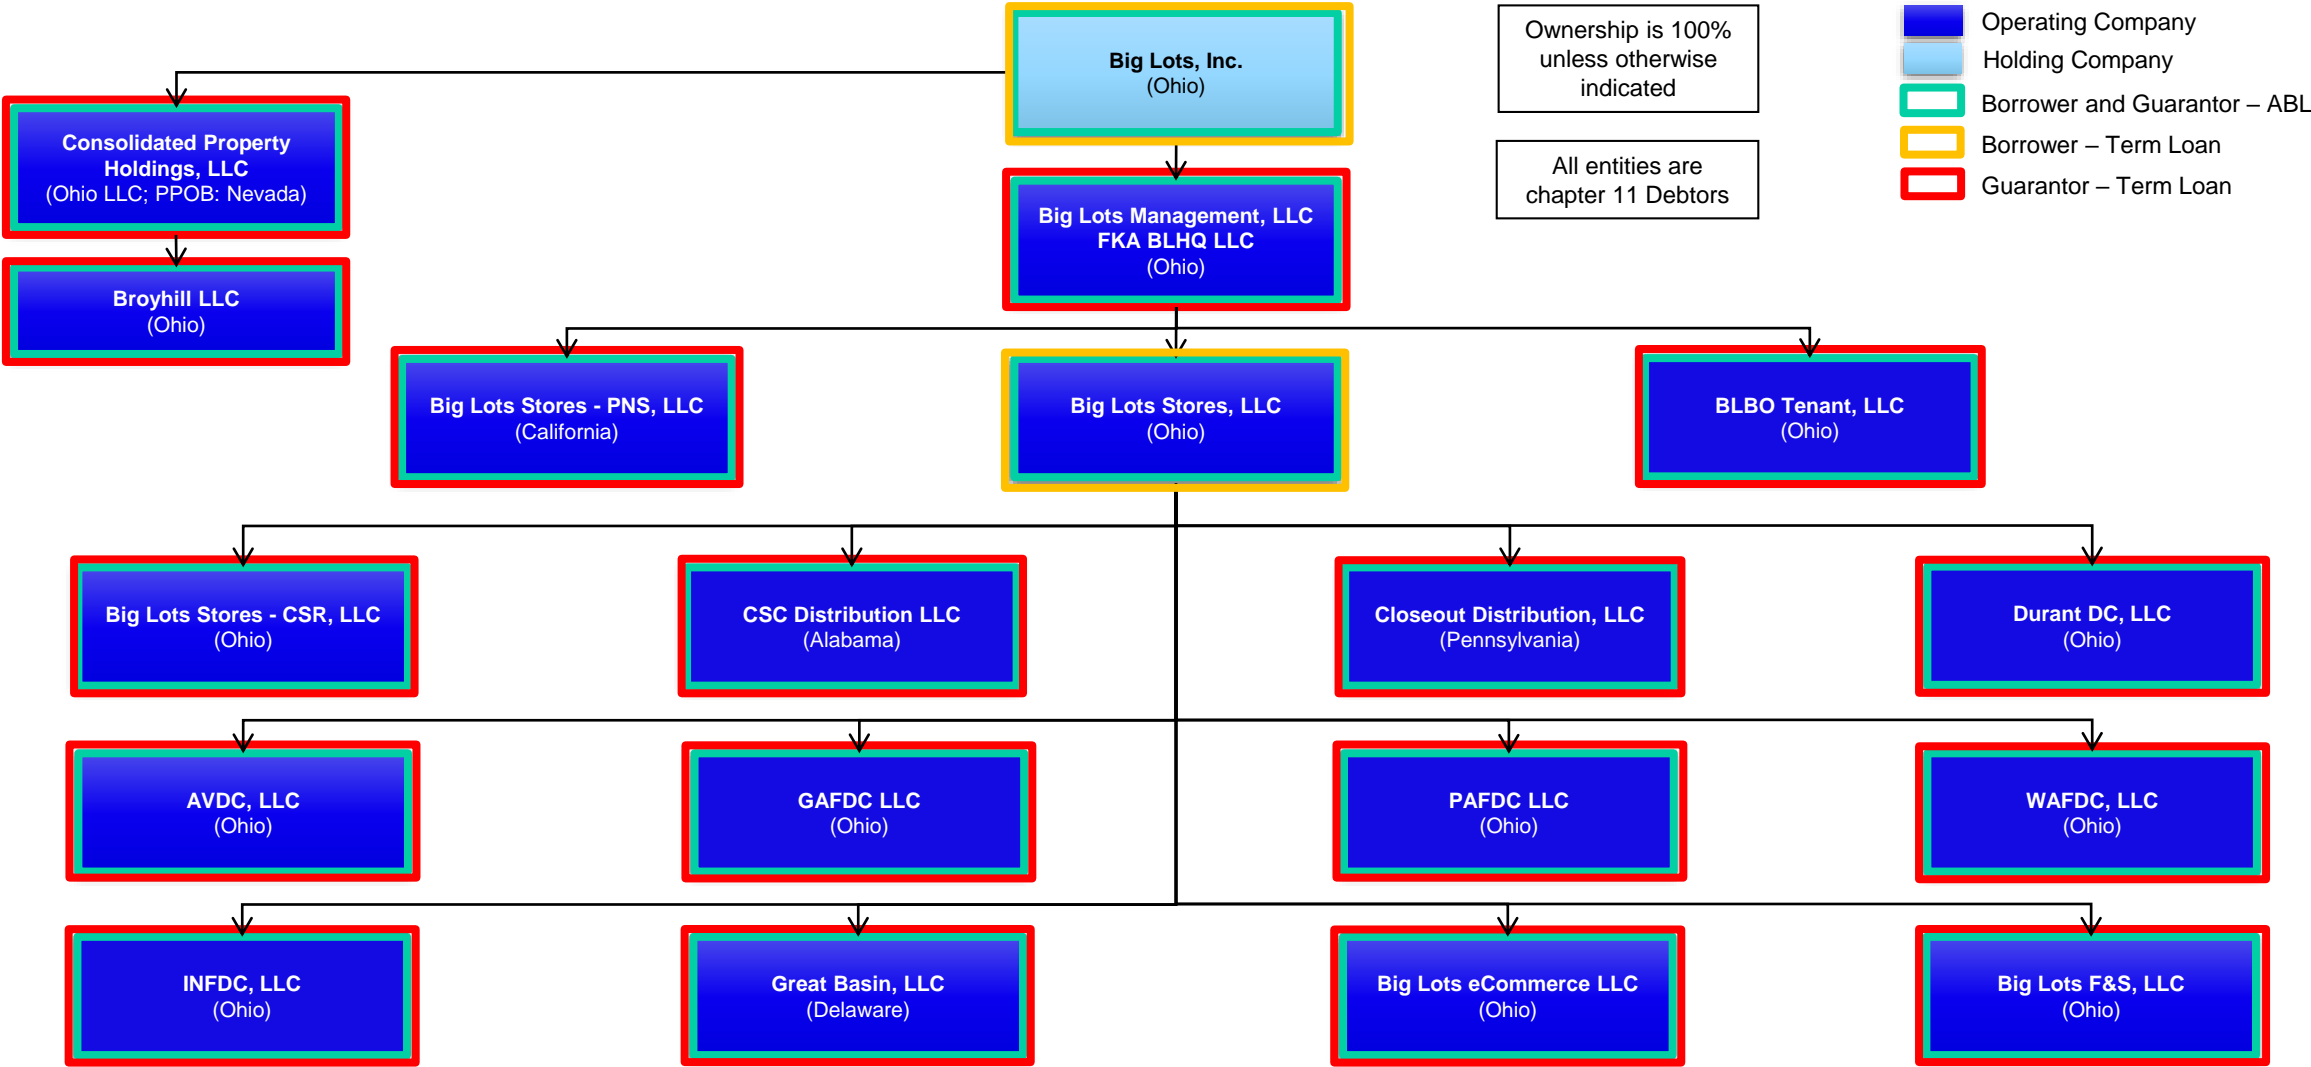 Big Lots, Inc.
(Ohio)
Ownership is 100%
unless otherwise
indicated
All entities are
chapter 11 Debtors
Operating Company
Holding Company
Borrower and Guarantor – ABL
Borrower – Term Loan
Guarantor – Term Loan
Consolidated Property
Holdings, LLC
(Ohio LLC; PPOB: Nevada)
Broyhill LLC
(Ohio)
Big Lots Management, LLC
FKA BLHQ LLC
(Ohio)
Big Lots Stores - PNS, LLC
(California)
Big Lots Stores, LLC
(Ohio)
BLBO Tenant, LLC
(Ohio)
Big Lots Stores - CSR, LLC
(Ohio)
CSC Distribution LLC
(Alabama)
Closeout Distribution, LLC
(Pennsylvania)
Durant DC, LLC
(Ohio)
AVDC, LLC
(Ohio)
GAFDC LLC
(Ohio)
PAFDC LLC
(Ohio)
WAFDC, LLC
(Ohio)
INFDC, LLC
(Ohio)
Great Basin, LLC
(Delaware)
Big Lots eCommerce LLC
(Ohio)
Big Lots F&S, LLC
(Ohio)